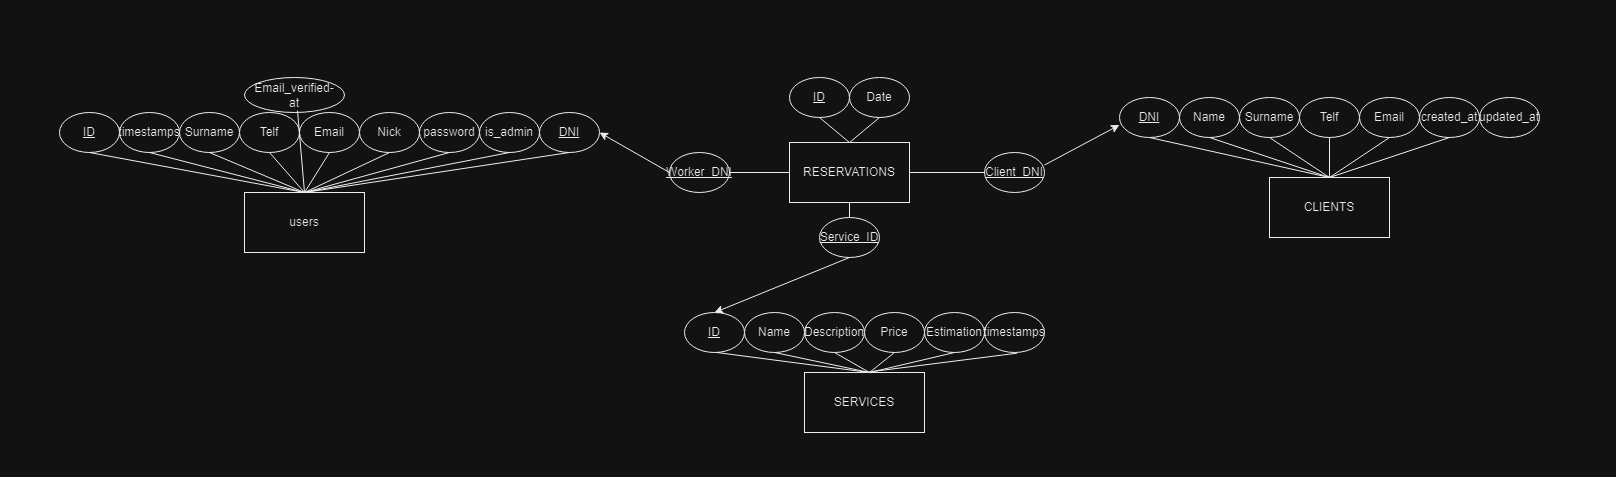 Email_verified-
at
ID
timestamps
Surname
Telf
Email
Nick
password
is_admin
DNI
users
Worker_DNI
ID
Date
RESERVATIONS
Service_ID
Client_DNI
DNI
Name
Surname
Telf
Email
created_at
updated_at
CLIENTS
ID
Name
Description
Price
Estimation
timestamps
SERVICES